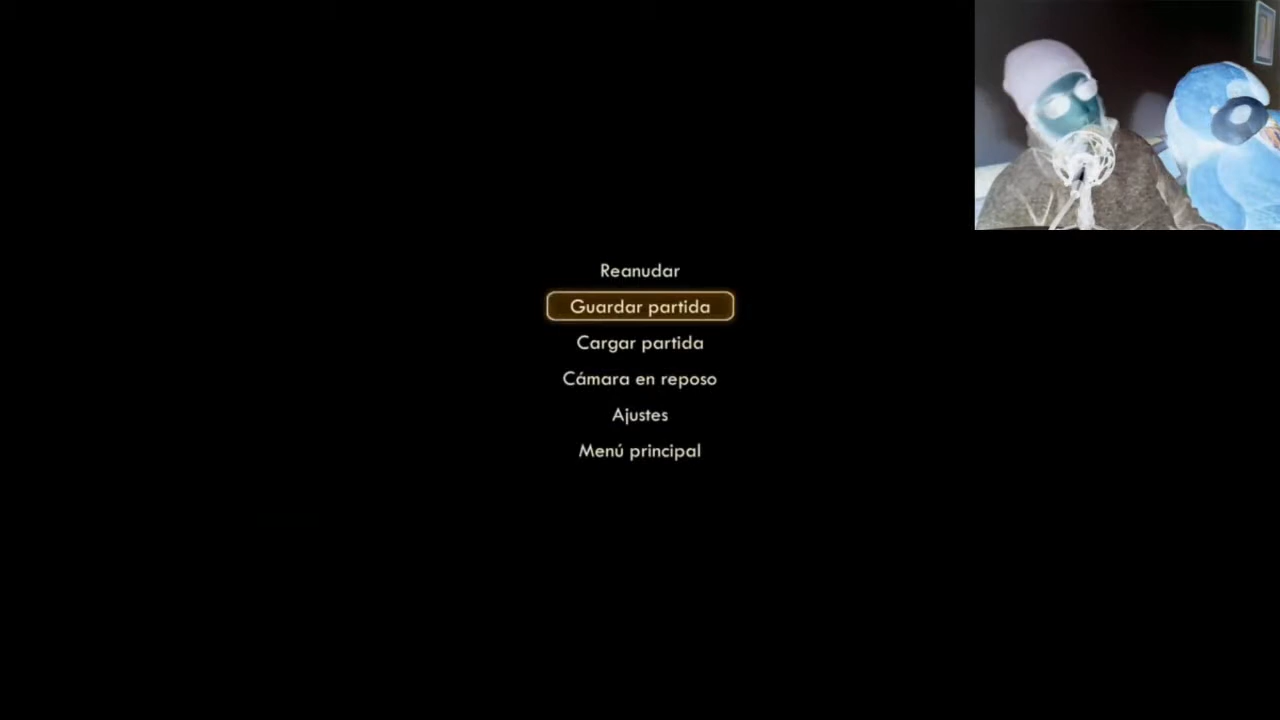 Reanudar
Guardar partida
Cargar partida
Cámara en reposo
Ajustes
Menú principal